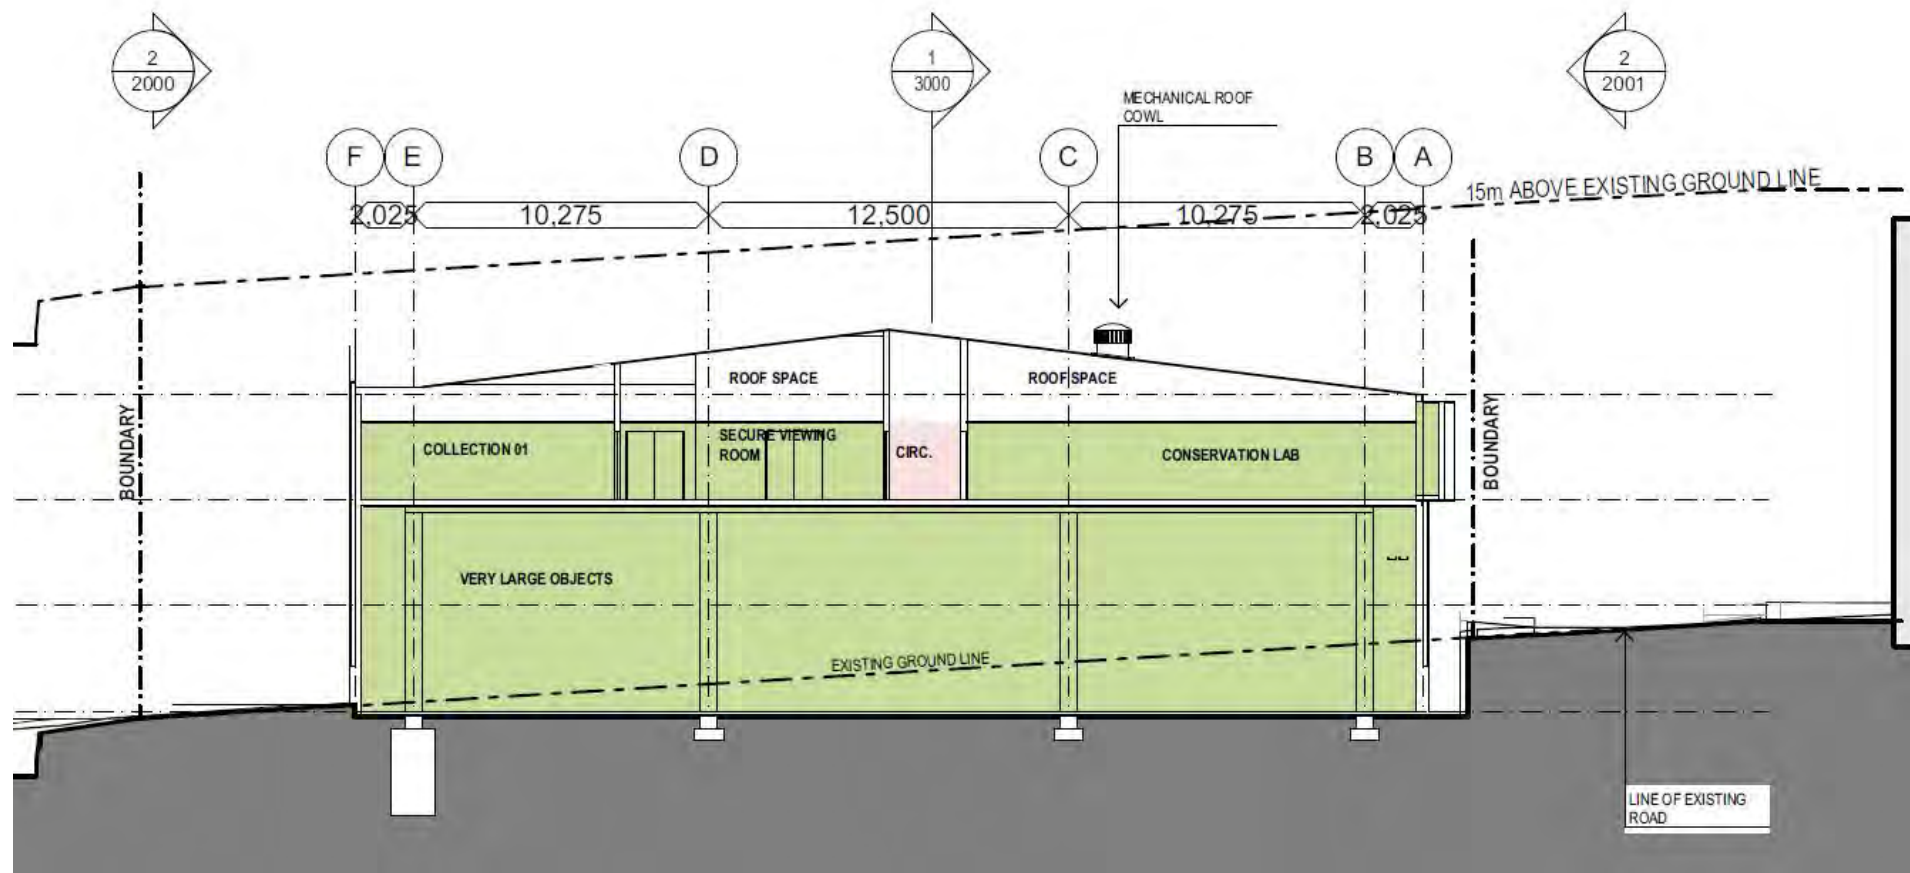 2
2000
1
3000
2
2001
MECHANICAL ROOF
COWL
F
E
D
C
B
A
15m ABOVE EXISTING GROUND LINE
2,025
10,275
12,500
10,275
2,025
ROOF SPACE
ROOF SPACE
BOUNDARY
COLLECTION 01
SECURE VIEWING
ROOM
CIRC.
CONSERVATION LAB
BOUNDARY
VERY LARGE OBJECTS
EXISTING GROUND LINE
LINE OF EXISTING
ROAD